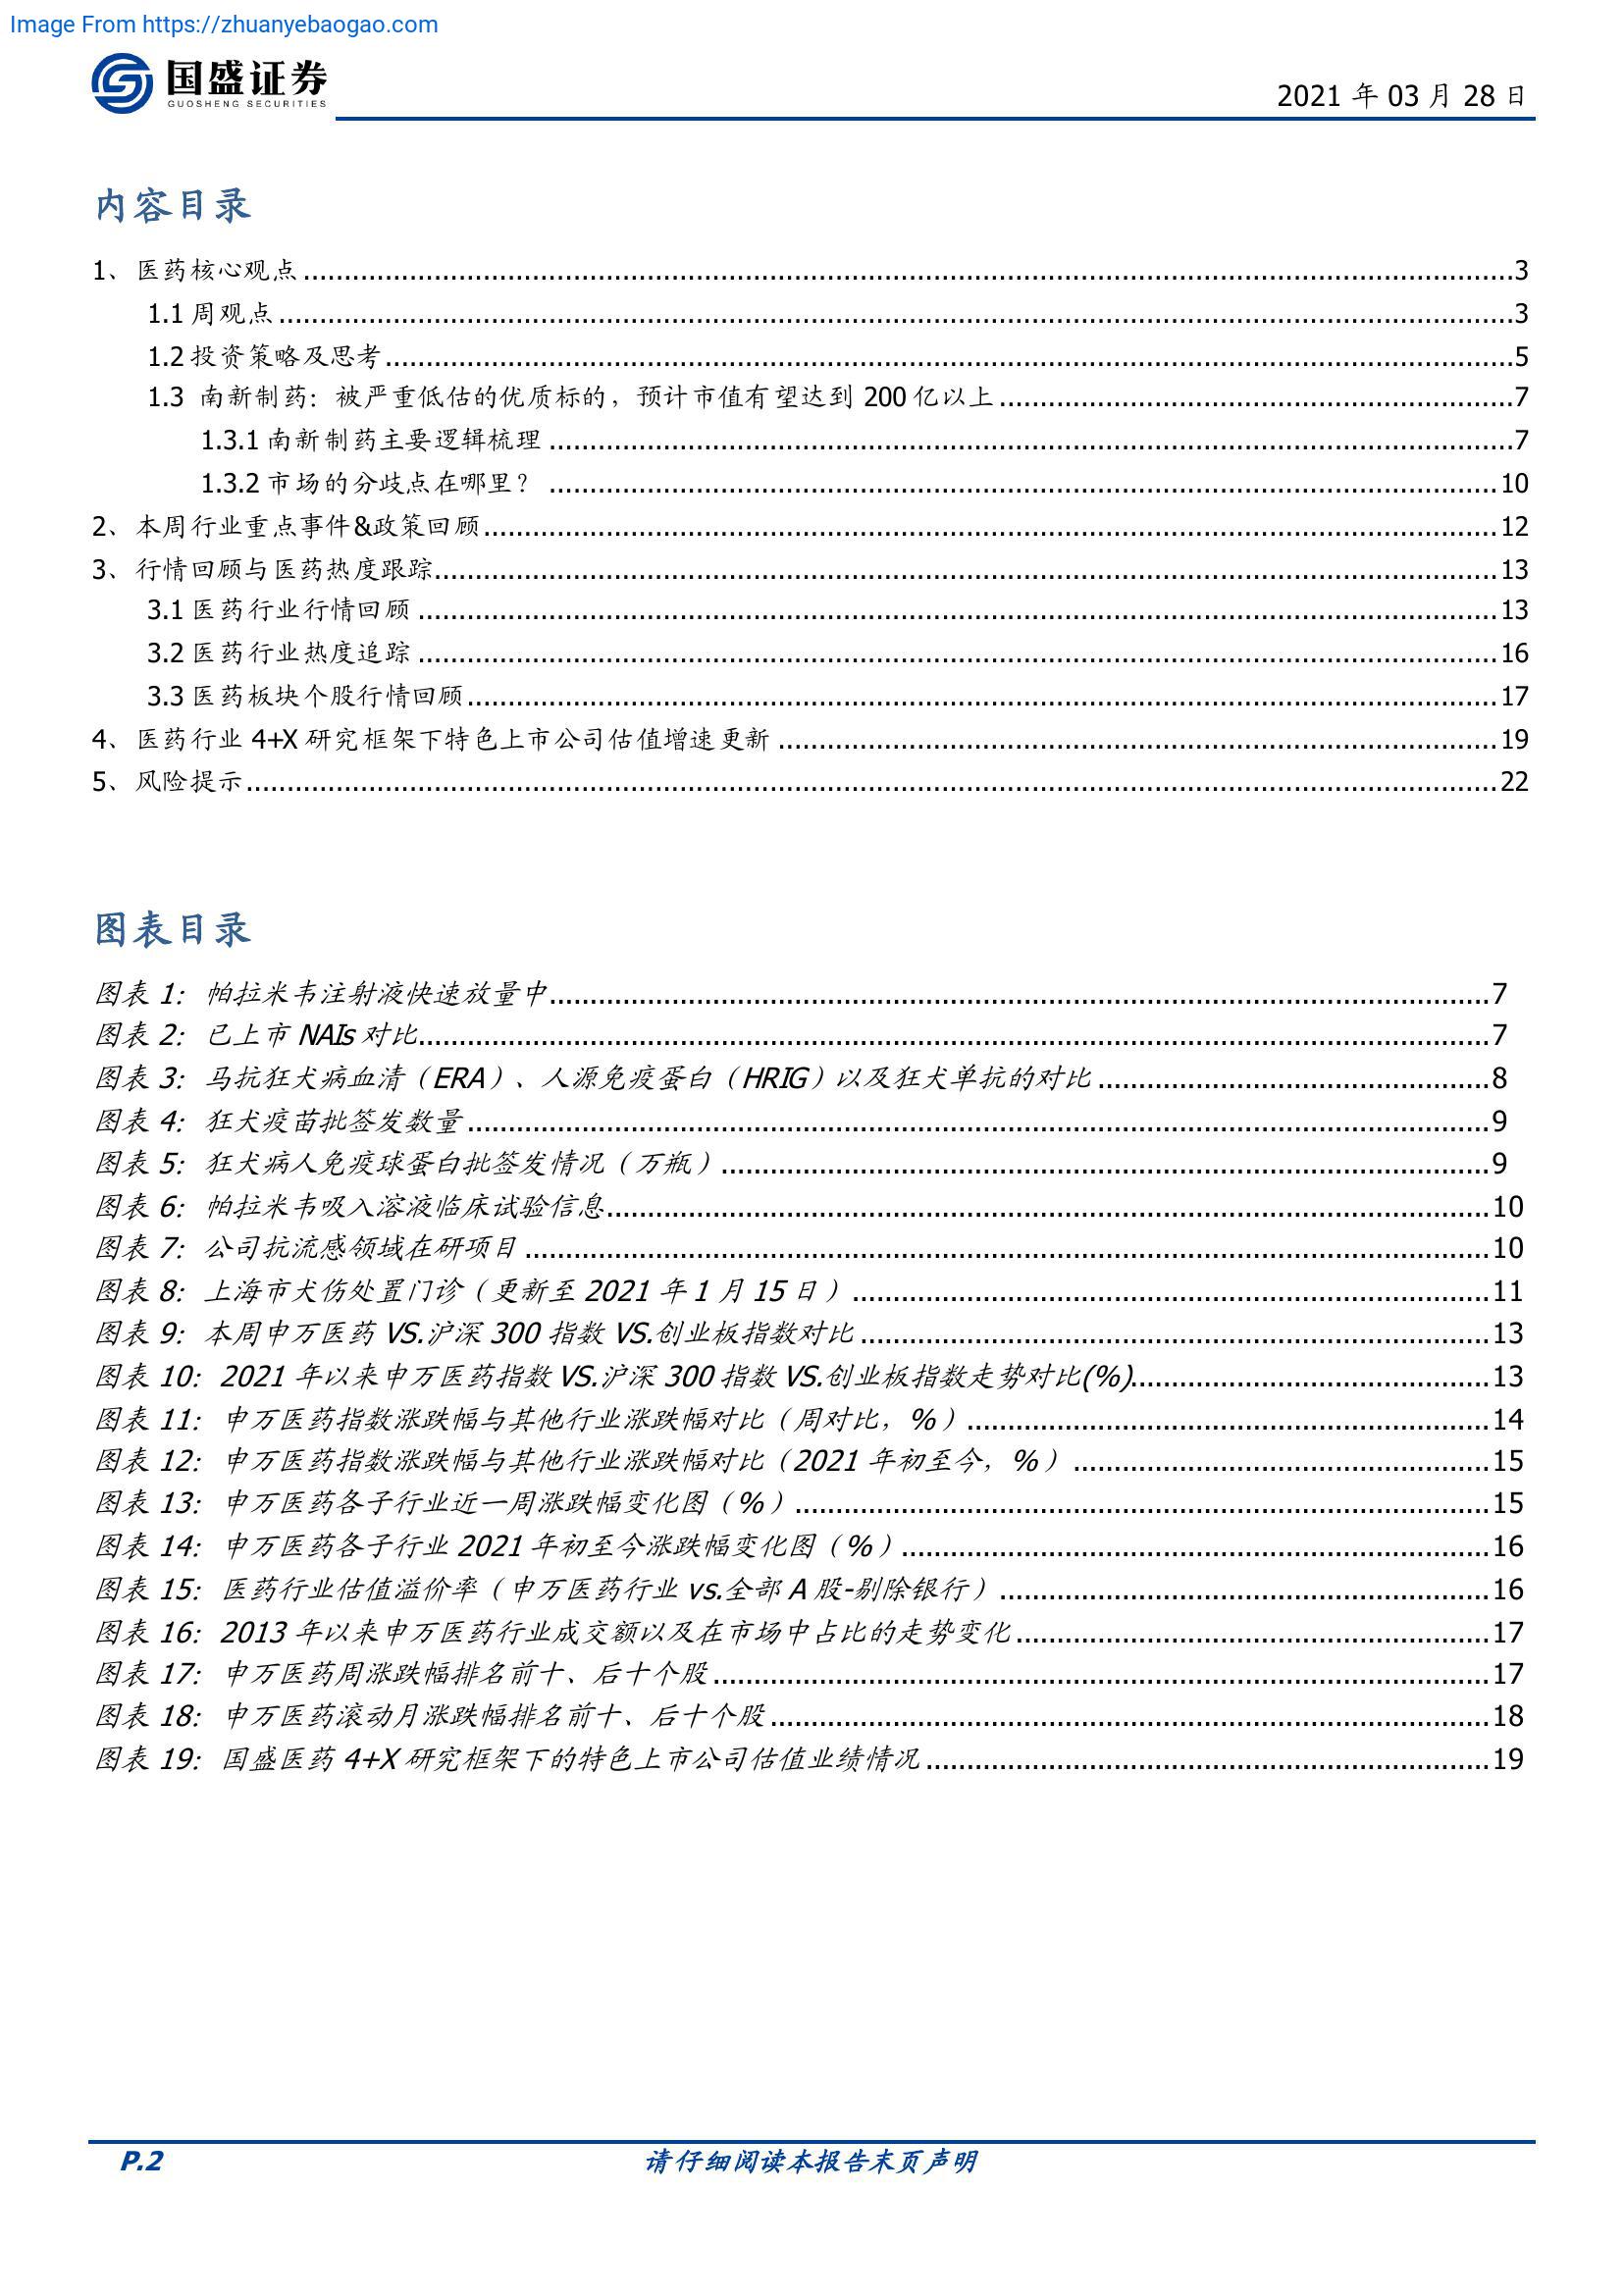 Image From https://zhuanyebaogao.com
国盛证券
GUOSHENG SECURITIES
2021 年 03 月 28 日
内容目录
1、医药核心观点 3
1.1 周观点 3
1.2 投资策略及思考 5
1.3 南新制药：被严重低估的优质标的，预计市值有望达到 200 亿以上 7
1.3.1 南新制药主要逻辑梳理 7
1.3.2 市场的分歧点在哪里？ 10
2、本周行业重点事件&政策回顾 12
3、行情回顾与医药热度跟踪 13
3.1 医药行业行情回顾 13
3.2 医药行业热度追踪 16
3.3 医药板块个股行情回顾 17
4、医药行业 4+X 研究框架下特色上市公司估值增速更新 19
5、风险提示 22
图表目录
图表 1：帕拉米韦注射液快速放量中 7
图表 2：已上市 NAIs 对比 7
图表 3：马抗狂犬病血清（ERA）、人源免疫蛋白（HRIG）以及狂犬单抗的对比 8
图表 4：狂犬疫苗批签发数量 9
图表 5：狂犬病人免疫球蛋白批签发情况（万瓶） 9
图表 6：帕拉米韦吸入溶液临床试验信息 10
图表 7：公司抗流感领域在研项目 10
图表 8：上海市犬伤处置门诊（更新至 2021 年 1 月 15 日） 11
图表 9：本周申万医药 VS.沪深 300 指数 VS.创业板指数对比 13
图表 10：2021 年以来申万医药指数 VS.沪深 300 指数 VS.创业板指数走势对比(%) 13
图表 11：申万医药指数涨跌幅与其他行业涨跌幅对比（周对比，%） 14
图表 12：申万医药指数涨跌幅与其他行业涨跌幅对比（2021 年初至今，%） 15
图表 13：申万医药各子行业近一周涨跌幅变化图（%） 15
图表 14：申万医药各子行业 2021 年初至今涨跌幅变化图（%） 16
图表 15：医药行业估值溢价率（申万医药行业 vs.全部 A 股-剔除银行） 16
图表 16：2013 年以来申万医药行业成交额以及在市场中占比的走势变化 17
图表 17：申万医药周涨跌幅排名前十、后十个股 17
图表 18：申万医药滚动月涨跌幅排名前十、后十个股 18
图表 19：国盛医药 4+X 研究框架下的特色上市公司估值业绩情况 19
P.2
请仔细阅读本报告末页声明